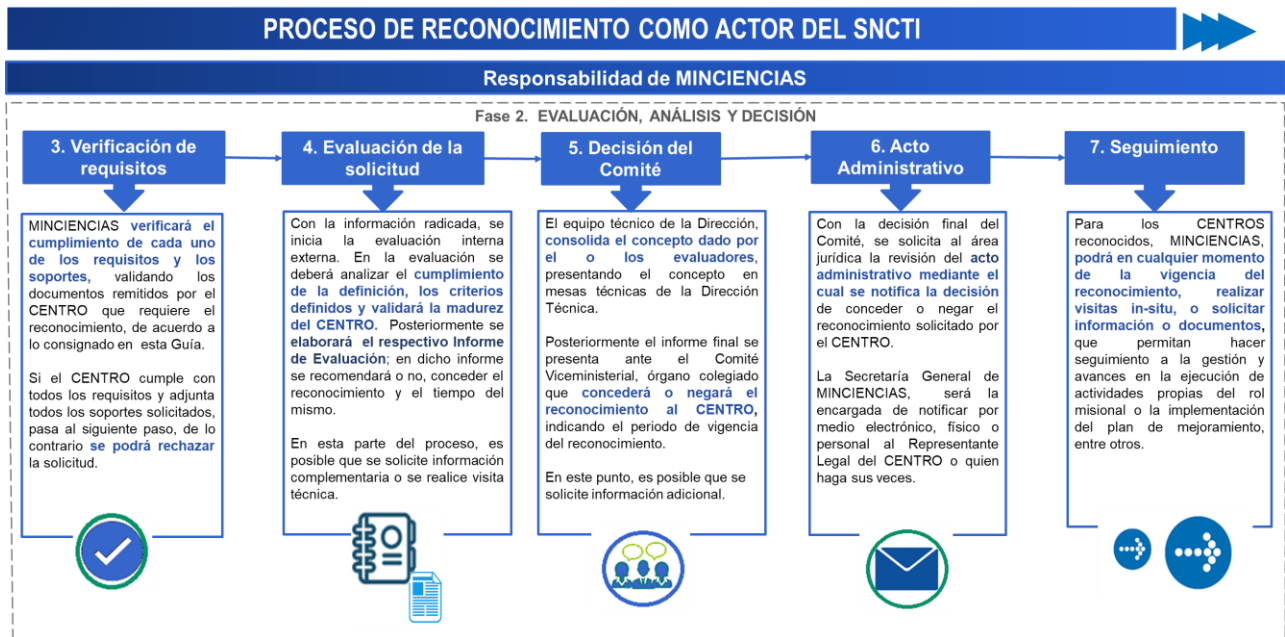 PROCESO DE RECONOCIMIENTO COMO ACTOR DEL SNCTI
Responsabilidad de MINCIENCIAS
Fase 2. EVALUACIÓN, ANÁLISIS Y DECISIÓN
3. Verificación de
requisitos
MINCIENCIAS verificará el
cumplimiento de cada uno
de los requisitos y los
soportes, validando los
documentos remitidos por el
CENTRO que requiere el
reconocimiento, de acuerdo a
lo consignado en esta Guía.
Si el CENTRO cumple con
todos los requisitos y adjunta
todos los soportes solicitados,
pasa al siguiente paso, de lo
contrario se podrá rechazar
la solicitud.
4. Evaluación de la
solicitud
Con la información radicada, se
inicia la evaluación interna
externa. En la evaluación se
deberá analizar el cumplimiento
de la definición, los criterios
definidos y validará la madurez
del CENTRO. Posteriormente se
elaborará el respectivo Informe
de Evaluación; en dicho informe
se recomendará o no, conceder el
reconocimiento y el tiempo del
mismo.
En esta parte del proceso, es
posible que se solicite información
complementaria o se realice visita
técnica.
5. Decisión del
Comité
El equipo técnico de la Dirección,
consolida el concepto dado por
el o los evaluadores,
presentando el concepto en
mesas técnicas de la Dirección
Técnica.
Posteriormente el informe final se
presenta ante el Comité
Viceministerial, órgano colegiado
que concederá o negará el
reconocimiento al CENTRO,
indicando el periodo de vigencia
del reconocimiento.
En este punto, es posible que se
solicite información adicional.
6. Acto
Administrativo
Con la decisión final del
Comité, se solicita al área
jurídica la revisión del acto
administrativo mediante el
cual se notifica la decisión
de conceder o negar el
reconocimiento solicitado por
el CENTRO.
La Secretaría General de
MINCIENCIAS, será la
encargada de notificar por
medio electrónico, físico o
personal al Representante
Legal del CENTRO o quien
haga sus veces.
7. Seguimiento
Para los CENTROS
reconocidos, MINCIENCIAS,
podrá en cualquier momento
de la vigencia del
reconocimiento, realizar
visitas in-situ, o solicitar
información o documentos,
que permitan hacer
seguimiento a la gestión y
avances en la ejecución de
actividades propias del rol
misional o la implementación
del plan de mejoramiento,
entre otros.